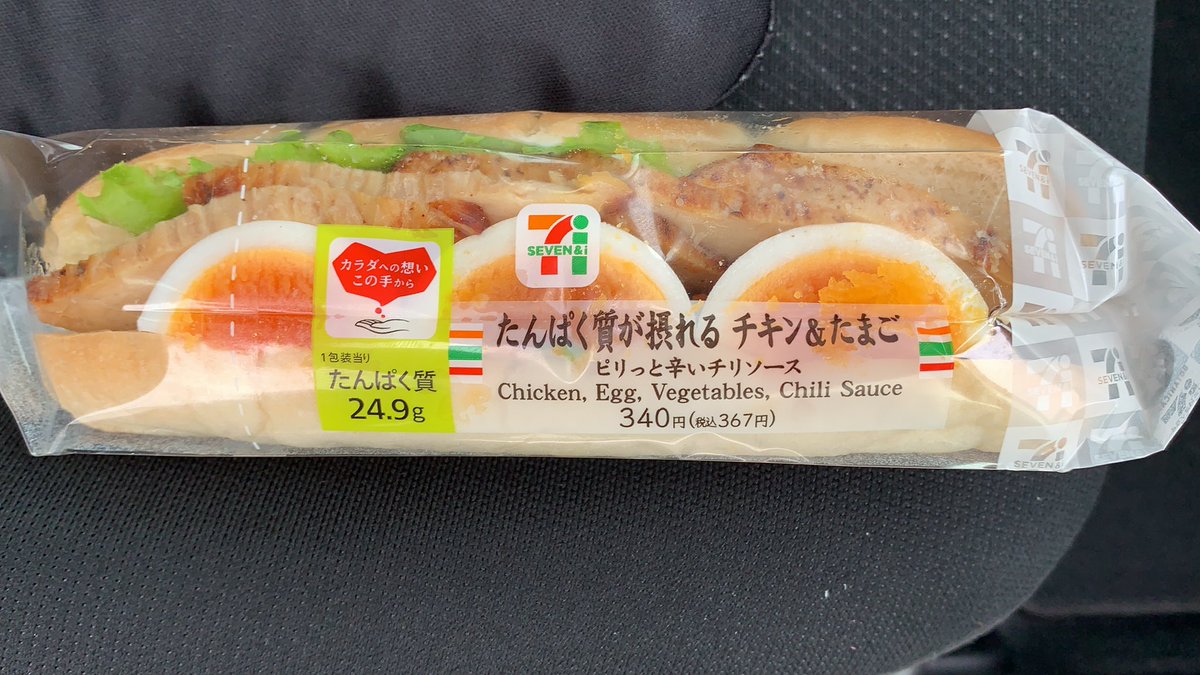 カラダへの想い
この手から
1包装当り
たんぱく質
24.9g
SEVEN&i
たんぱく質が摂れる チキン&たまご
ピリっと辛いチリソース
Chicken, Egg, Vegetables, Chili Sauce
340円(税込367円)
SEVEN&i
SEVEN&i
SEVEN&i